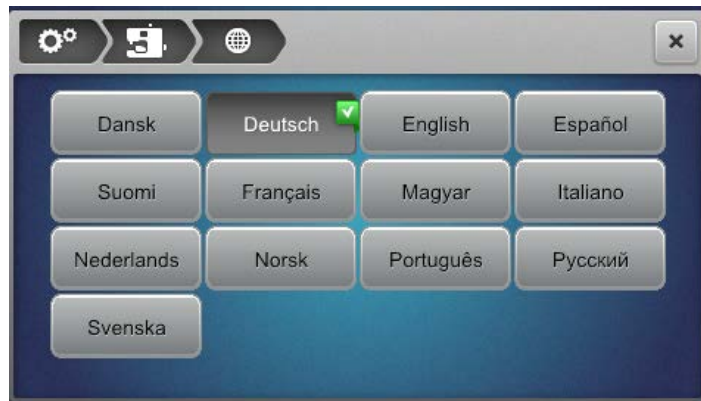 Dansk Deutsch English Español
Suomi Français Magyar Italiano
Nederlands Norsk Português Русский
Svenska